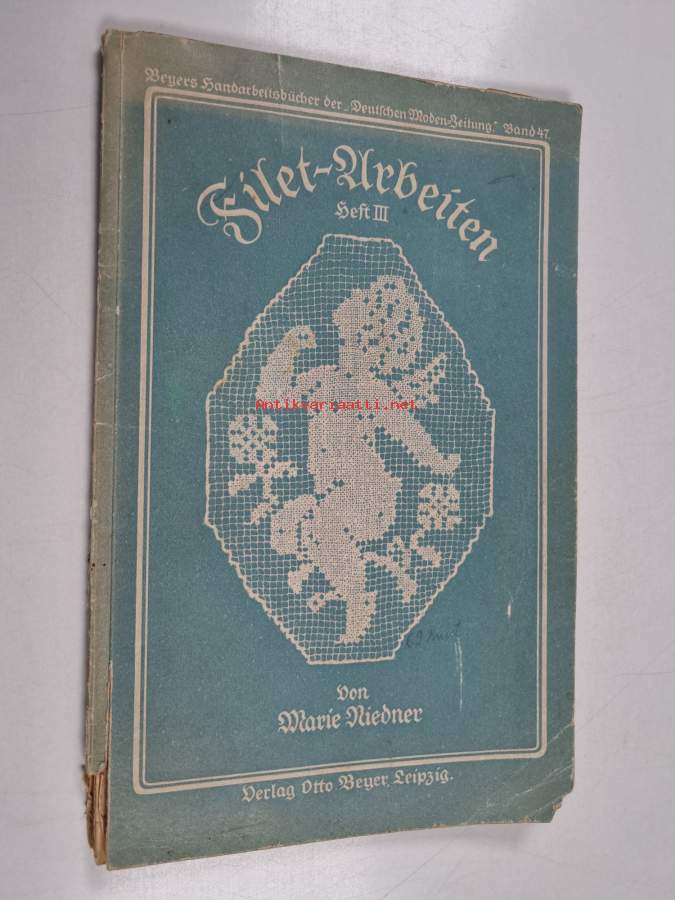 Beyers Handarbeitsbücher der „Deutschen Moden-Zeitung.“ Band 47.
Filet-Arbeiten
Heft III
Antikvariaatti.net
Von
Marie Niedner
Verlag Otto Beyer, Leipzig.